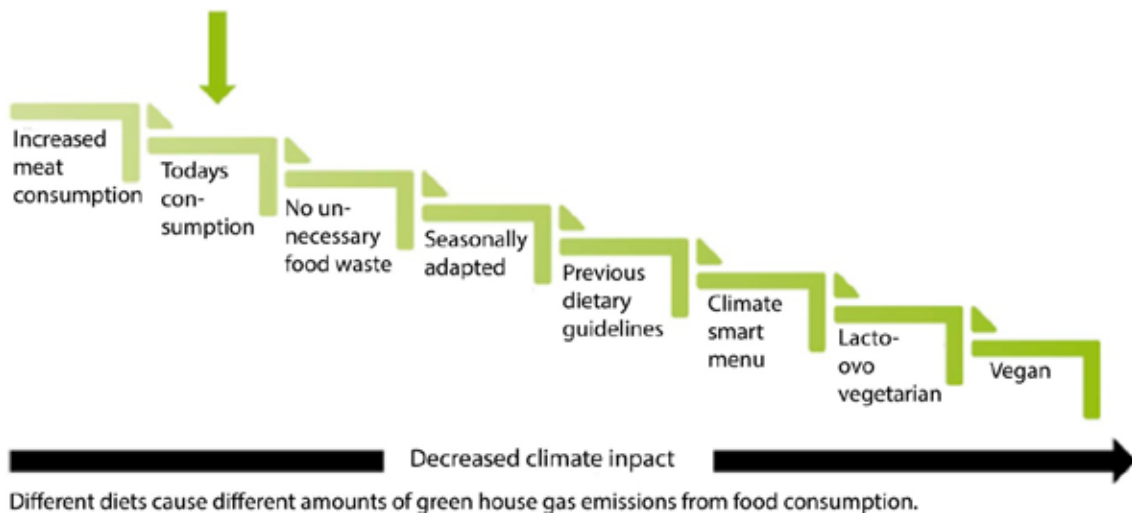 Increased
meat
consumption
Todays
con-
sumption
No un-
necessary
food waste
Seasonally
adapted
Previous
dietary
guidelines
Climate
smart
menu
Lacto-
ovo
vegetarian
Vegan
Decreased climate inpact
Different diets cause different amounts of green house gas emissions from food consumption.